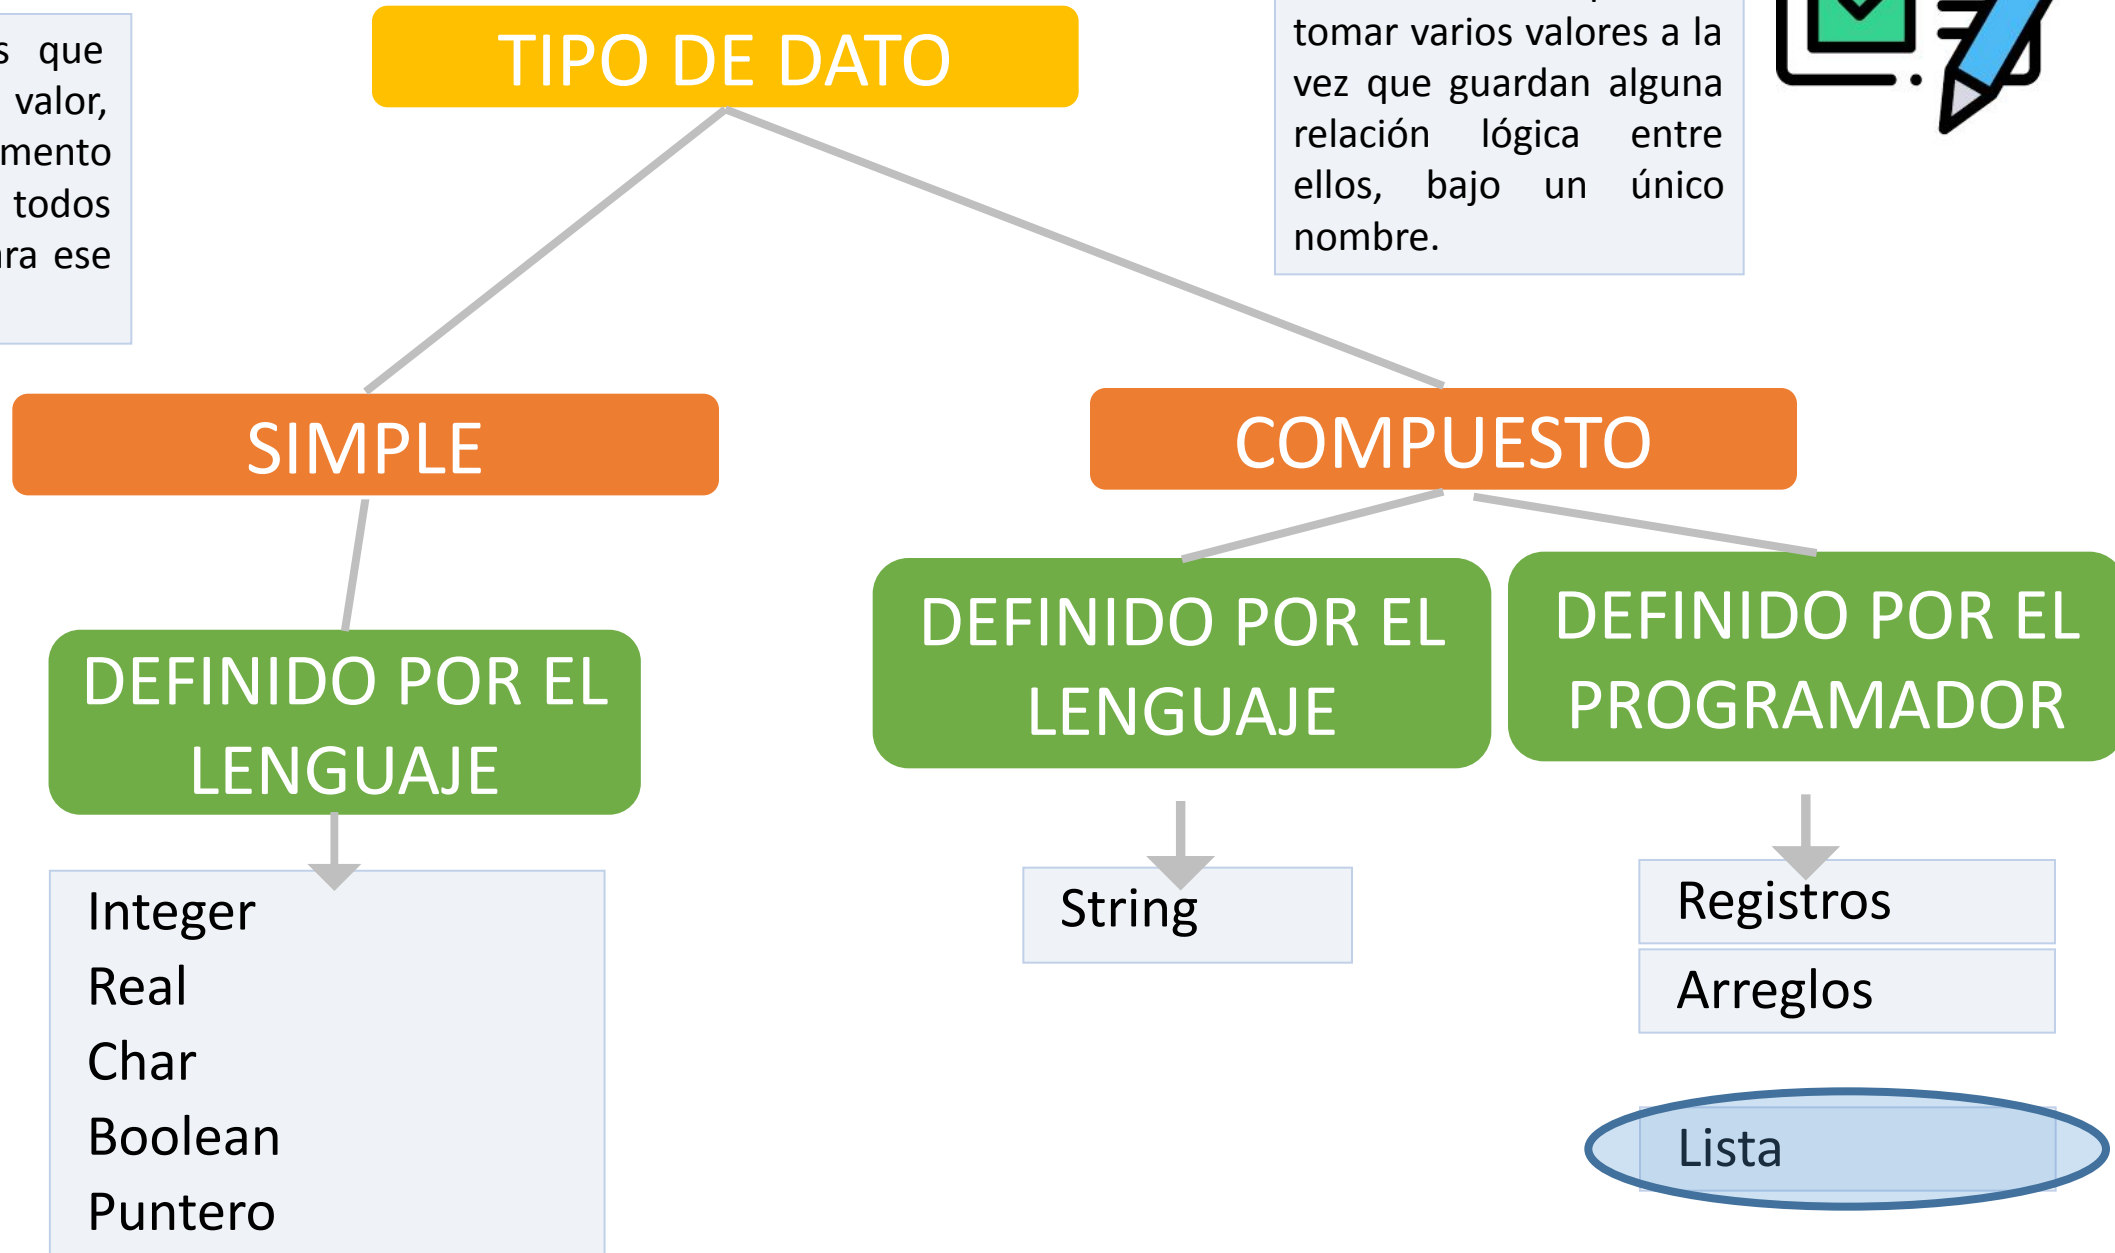 s que
valor,
mento
todos
ra ese
TIPO DE DATO
tomar varios valores a la
vez que guardan alguna
relación lógica entre
ellos, bajo un único
nombre.
SIMPLE
COMPUESTO
DEFINIDO POR EL
LENGUAJE
DEFINIDO POR EL
LENGUAJE
DEFINIDO POR EL
PROGRAMADOR
Integer
Real
Char
Boolean
Puntero
String
Registros
Arreglos
Lista